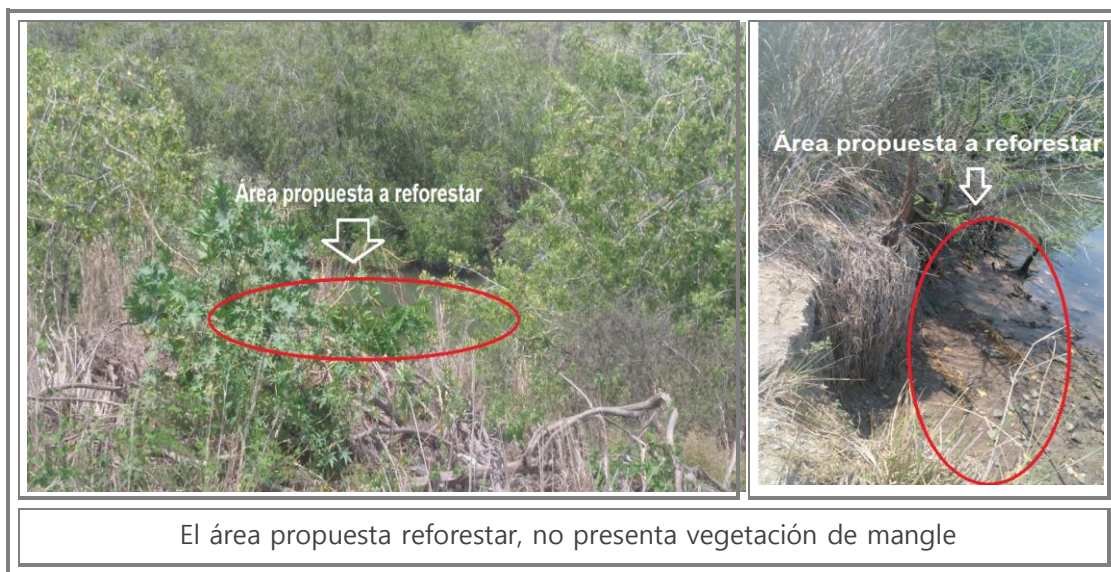 Área propuesta a reforestar
Área propuesta a reforestar
El área propuesta reforestar, no presenta vegetación de mangle